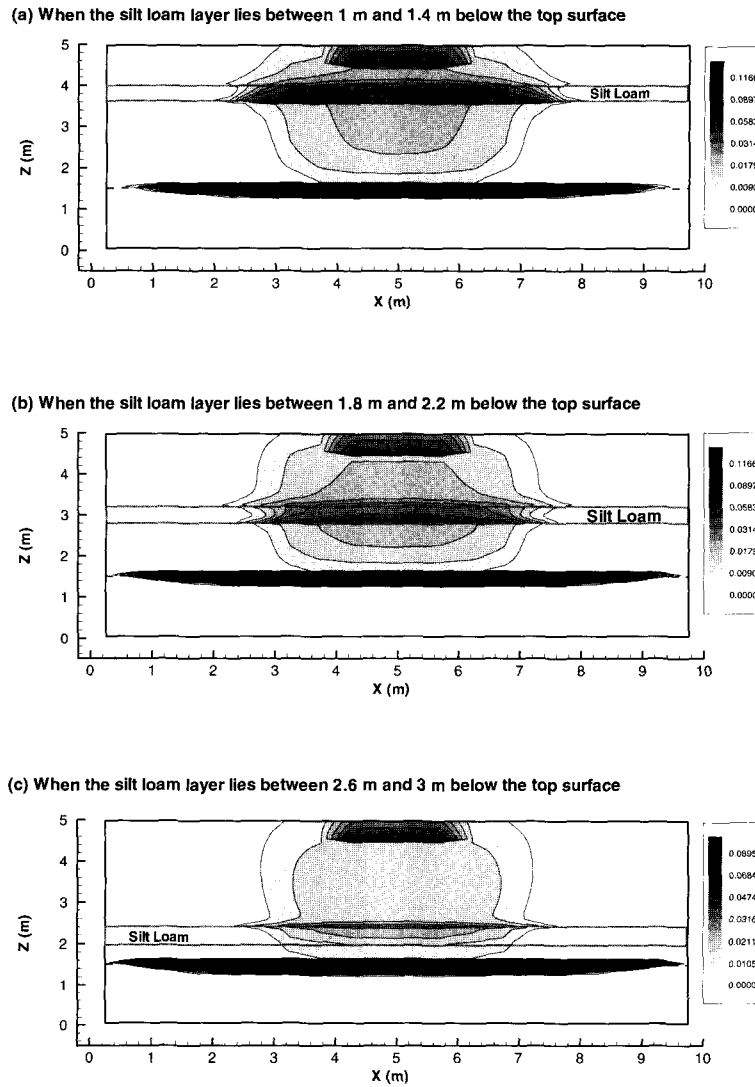 (a) When the silt loam layer lies between 1 m and 1.4 m below the top surface
5
4
3
2
1
0
Z (m)
Silt Loam
0 1 2 3 4 5 6 7 8 9 10
X (m)
0.1166
0.0897
0.0583
0.0314
0.0179
0.0090
0.0000
(b) When the silt loam layer lies between 1.8 m and 2.2 m below the top surface
5
4
3
2
1
0
Z (m)
Silt Loam
0 1 2 3 4 5 6 7 8 9 10
X (m)
0.1166
0.0897
0.0583
0.0314
0.0179
0.0090
0.0000
(c) When the silt loam layer lies between 2.6 m and 3 m below the top surface
5
4
3
2
1
0
Z (m)
Silt Loam
0 1 2 3 4 5 6 7 8 9 10
X (m)
0.0895
0.0684
0.0474
0.0316
0.0211
0.0105
0.0000